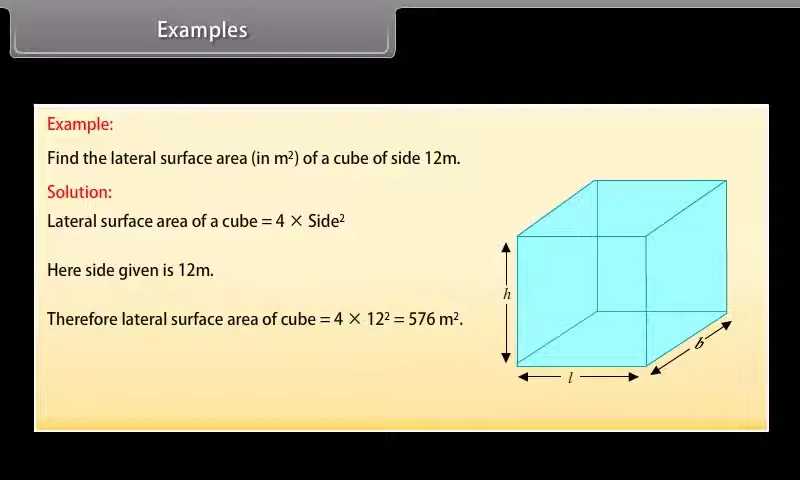 Examples
Example:
Find the lateral surface area (in m²) of a cube of side 12m.
Solution:
Lateral surface area of a cube = 4 × Side²
Here side given is 12m.
Therefore lateral surface area of cube = 4 × 12² = 576 m².
h
l
b